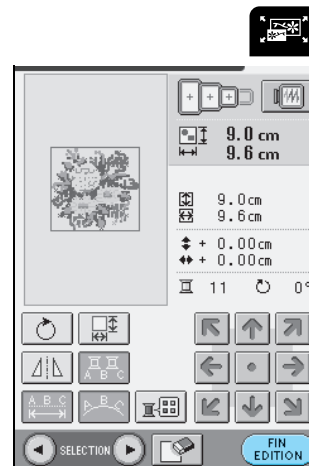 9.0 cm
9.6 cm
9.0cm
9.6cm
+ 0.00cm
+ 0.00cm
11 0°
A B C
A B C
A B C
SELECTION
FIN
EDITION